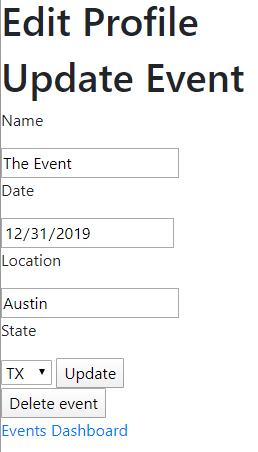 Edit Profile
Update Event
Name
The Event
Date
12/31/2019
Location
Austin
State
TX Update
Delete event
Events Dashboard